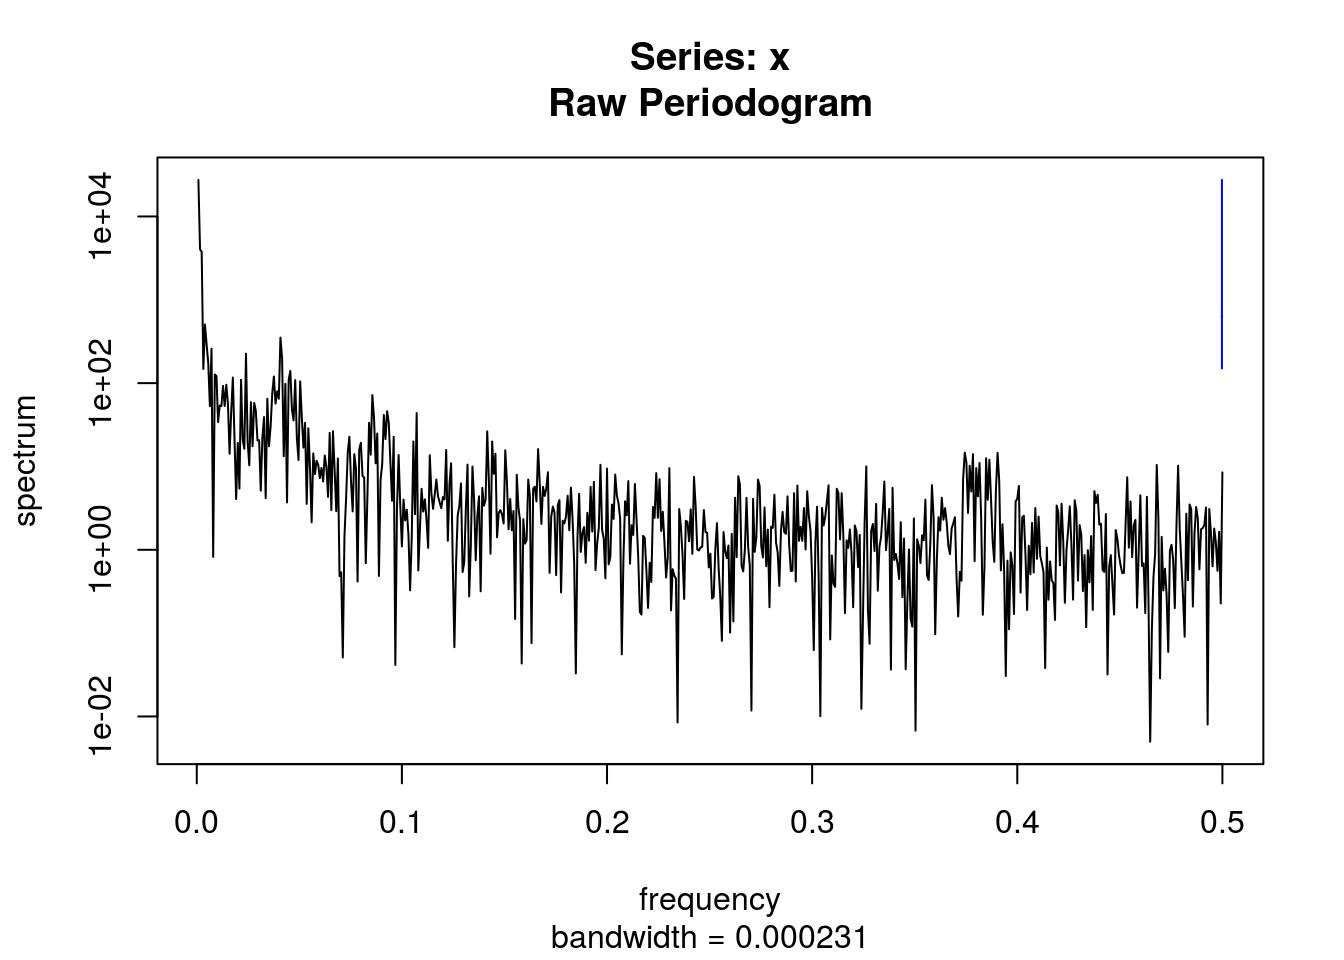 Series: x
Raw Periodogram
spectrum
1e+04
1e+02
1e+00
1e-02
0.0 0.1 0.2 0.3 0.4 0.5
frequency
bandwidth = 0.000231